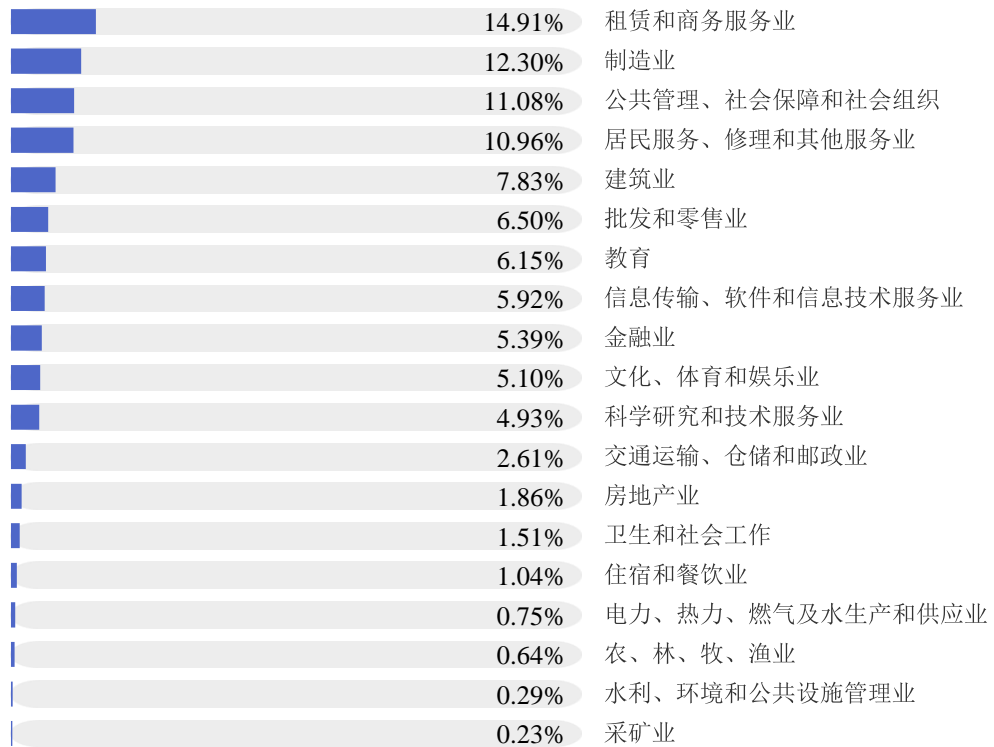 14.91% 租赁和商务服务业
12.30% 制造业
11.08% 公共管理、社会保障和社会组织
10.96% 居民服务、修理和其他服务业
7.83% 建筑业
6.50% 批发和零售业
6.15% 教育
5.92% 信息传输、软件和信息技术服务业
5.39% 金融业
5.10% 文化、体育和娱乐业
4.93% 科学研究和技术服务业
2.61% 交通运输、仓储和邮政业
1.86% 房地产业
1.51% 卫生和社会工作
1.04% 住宿和餐饮业
0.75% 电力、热力、燃气及水生产和供应业
0.64% 农、林、牧、渔业
0.29% 水利、环境和公共设施管理业
0.23% 采矿业